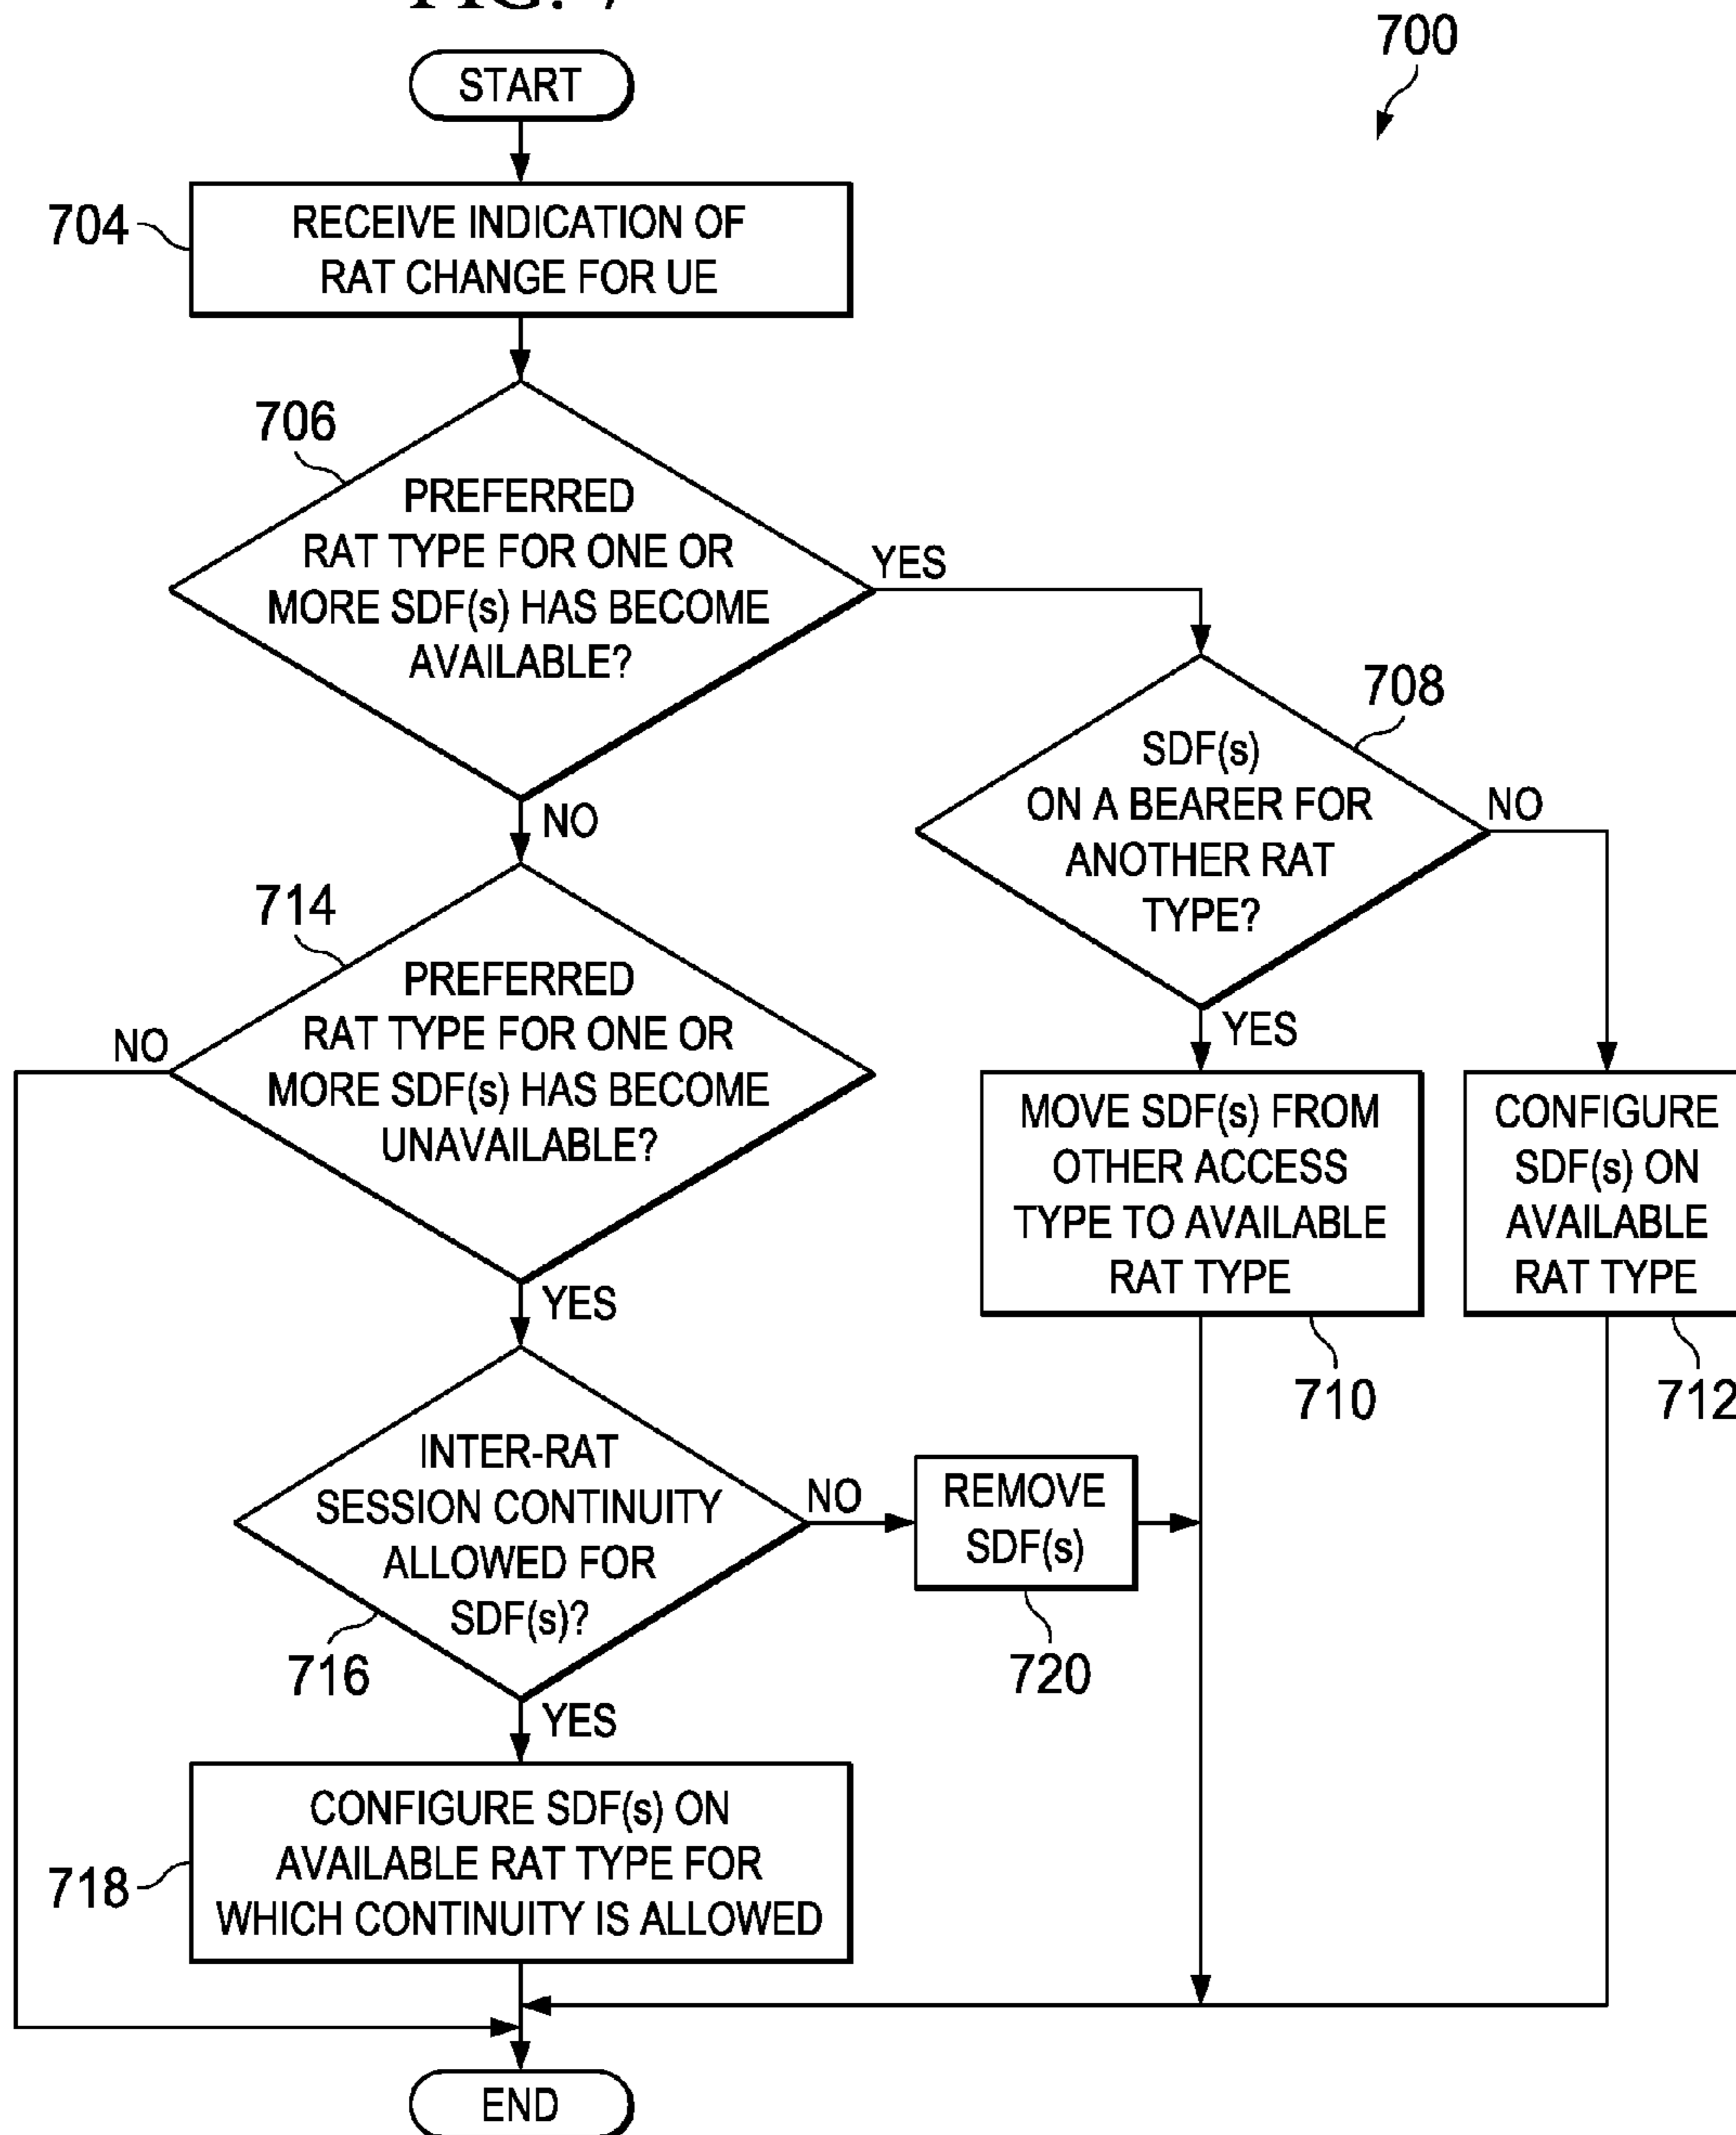 FIG. 7
700
START
704
RECEIVE INDICATION OF
RAT CHANGE FOR UE
706
PREFERRED
RAT TYPE FOR ONE OR
MORE SDF(s) HAS BECOME
AVAILABLE?
YES
NO
708
SDF(s)
ON A BEARER FOR
ANOTHER RAT
TYPE?
NO
YES
714
PREFERRED
RAT TYPE FOR ONE OR
MORE SDF(s) HAS BECOME
UNAVAILABLE?
NO
YES
MOVE SDF(s) FROM
OTHER ACCESS
TYPE TO AVAILABLE
RAT TYPE
710
CONFIGURE
SDF(s) ON
AVAILABLE
RAT TYPE
712
INTER-RAT
SESSION CONTINUITY
ALLOWED FOR
SDF(s)?
716
NO
YES
REMOVE
SDF(s)
720
718
CONFIGURE SDF(s) ON
AVAILABLE RAT TYPE FOR
WHICH CONTINUITY IS ALLOWED
END